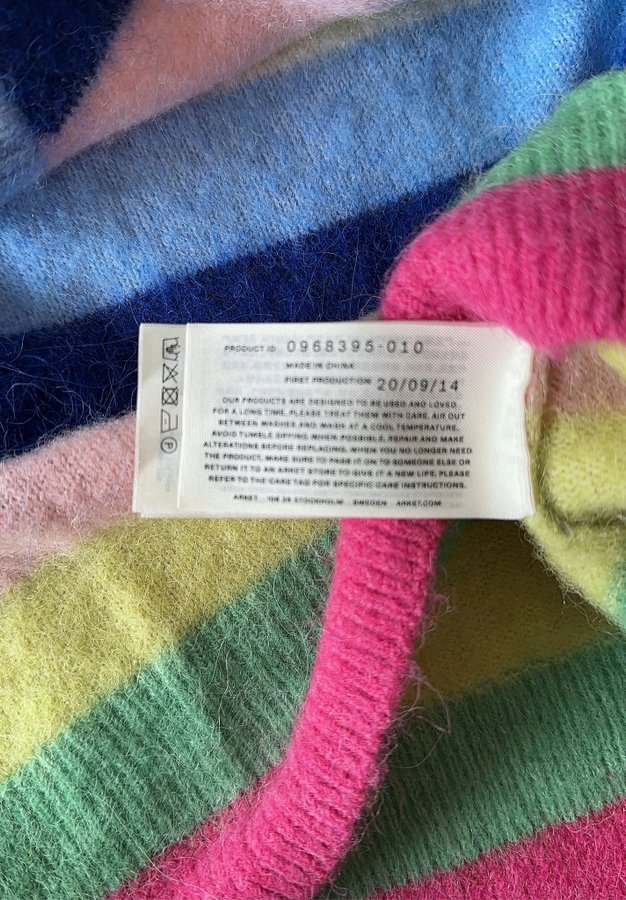 PRODUCT ID 0968395-010
MADE IN CHINA
FIRST PRODUCTION 20/09/14
OUR PRODUCTS ARE DESIGNED TO BE USED AND LOVED
FOR A LONG TIME. PLEASE TREAT THEM WITH CARE. AIR OUT
BETWEEN WASHES AND WASH AT A COOL TEMPERATURE.
AVOID TUMBLE DRYING WHEN POSSIBLE. REPAIR AND MAKE
ALTERATIONS BEFORE REPLACING. WHEN YOU NO LONGER NEED
THE PRODUCT, MAKE SURE TO PASS IT ON TO SOMEONE ELSE OR
RETURN IT TO AN ARKET STORE TO GIVE IT A NEW LIFE. PLEASE
REFER TO THE CARE TAG FOR SPECIFIC CARE INSTRUCTIONS.
ARKET 106 38 STOCKHOLM SWEDEN ARKET.COM
P